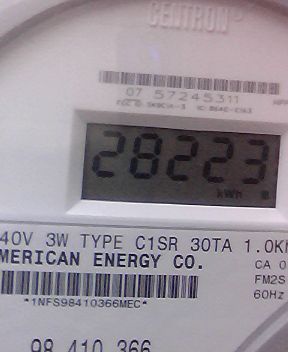 CENTRON
07 57245311
28223
kWh
40V 3W TYPE C1SR 30TA 1.0K
MERICAN ENERGY CO.
CA 0
FM2S
60Hz
*1NFS98410366MEC*
98 410 366